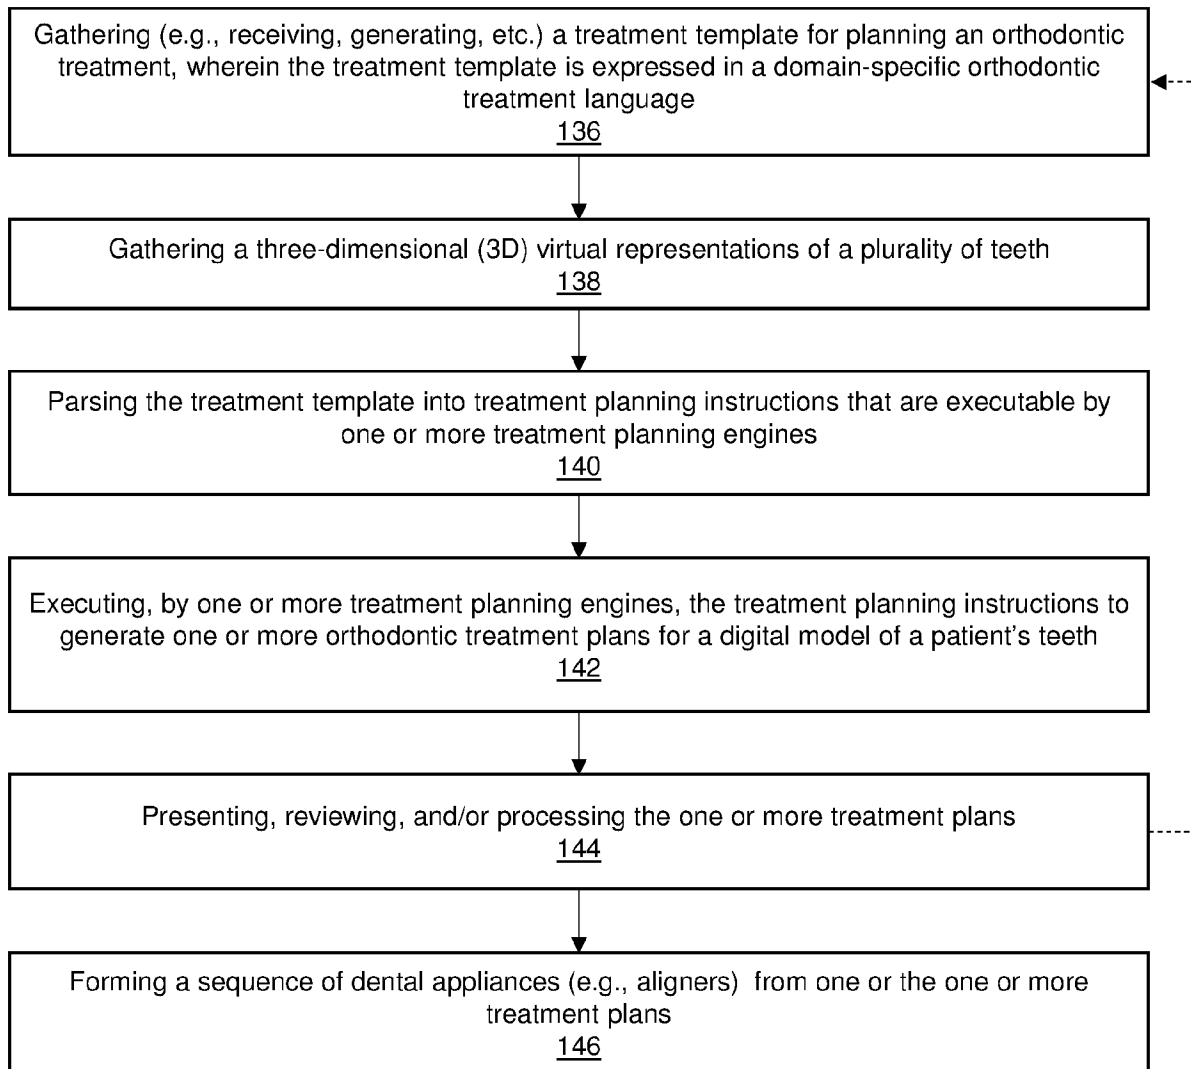 Gathering (e.g., receiving, generating, etc.) a treatment template for planning an orthodontic
treatment, wherein the treatment template is expressed in a domain-specific orthodontic
treatment language
136
Gathering a three-dimensional (3D) virtual representations of a plurality of teeth
138
Parsing the treatment template into treatment planning instructions that are executable by
one or more treatment planning engines
140
Executing, by one or more treatment planning engines, the treatment planning instructions to
generate one or more orthodontic treatment plans for a digital model of a patient's teeth
142
Presenting, reviewing, and/or processing the one or more treatment plans
144
Forming a sequence of dental appliances (e.g., aligners)  from one or the one or more
treatment plans
146